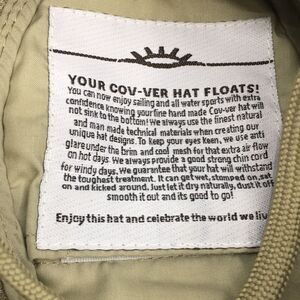 YOUR COV-VER HAT FLOATS!
You can now enjoy sailing and all water sports with extra
confidence knowing your line hand made Cov-ver hat will
not sink to the bottom! We always use the finest natural
and man made technical materials when creating our
unique hat designs. To keep your eyes keen, we use anti
glare under the brim and cool mesh for that extra air flow
on hot days. We always provide a good strong chin cord
for windy days. We guarantee that your hat will withstand
the toughest treatment. It can get wet, stomped on, sat
on and kicked around. Just let it dry naturally, dust it off
smooth it out and its good to go!
Enjoy this hat and celebrate the world we liv